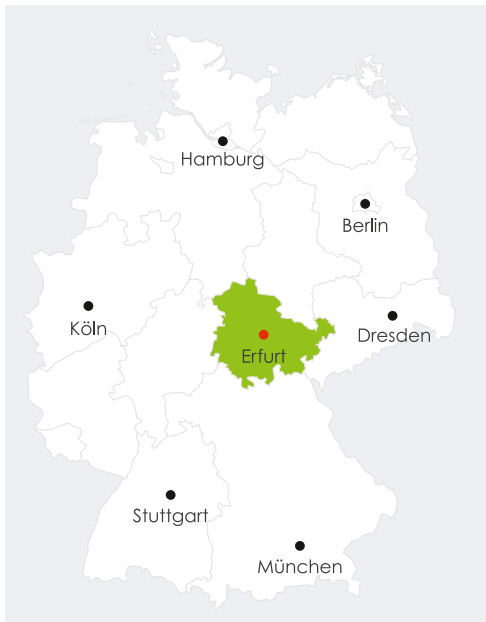 Hamburg
Berlin
Köln
Dresden
Erfurt
Stuttgart
München